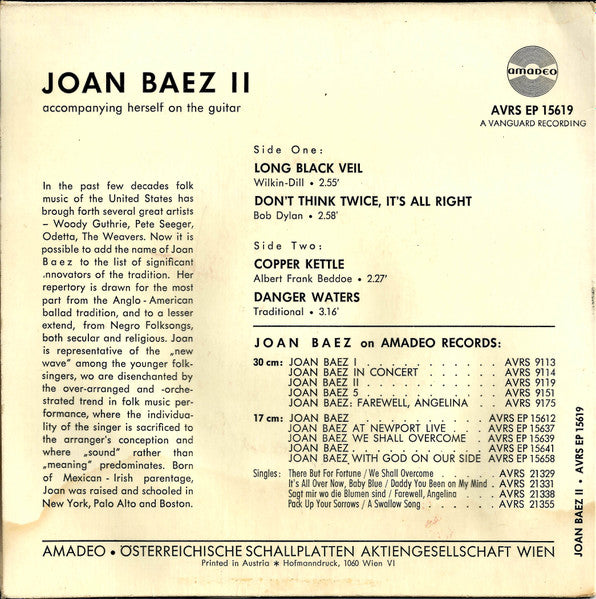 JOAN BAEZ II
accompanying herself on the guitar
amadeo
AVRS EP 15619
A VANGUARD RECORDING
In the past few decades folk
music of the United States has
brough forth several great artists
– Woody Guthrie, Pete Seeger,
Odetta, The Weavers. Now it is
possible to add the name of Joan
Baez to the list of significant
.nnovators of the tradition. Her
repertory is drawn for the most
part from the Anglo-American
ballad tradition, and to a lesser
extend, from Negro Folksongs,
both secular and religious. Joan
is representative of the „new
wave" among the younger folk-
singers, we are disenchanted by
the over-arranged and -orche-
strated trend in folk music per-
formance, where the individua-
lity of the singer is sacrificed to
the arranger's conception and
where „sound" rather than
„meaning" predominates. Born
of Mexican-Irish parentage,
Joan was raised and schooled in
New York, Palo Alto and Boston.
Side One:
LONG BLACK VEIL
Wilkin-Dill • 2.55'
DON'T THINK TWICE, IT'S ALL RIGHT
Bob Dylan • 2.58'
Side Two:
COPPER KETTLE
Albert Frank Beddoe • 2.27'
DANGER WATERS
Traditional • 3.16'
JOAN BAEZ on AMADEO RECORDS:
30 cm: JOAN BAEZ I . . . . . . . . . . . AVRS 9113
JOAN BAEZ IN CONCERT . . . . . . . AVRS 9114
JOAN BAEZ II . . . . . . . . . . . AVRS 9119
JOAN BAEZ 5 . . . . . . . . . . . AVRS 9151
JOAN BAEZ: FAREWELL, ANGELINA . . . . AVRS 9175
17 cm: JOAN BAEZ . . . . . . . . . . AVRS EP 15612
JOAN BAEZ AT NEWPORT LIVE . . . AVRS EP 15637
JOAN BAEZ WE SHALL OVERCOME . . AVRS EP 15639
JOAN BAEZ . . . . . . . . . . AVRS EP 15641
JOAN BAEZ WITH GOD ON OUR SIDE AVRS EP 15658
Singles: There But For Fortune / We Shall Overcome . . . . AVRS 21329
It's All Over Now, Baby Blue / Daddy You Been on My Mind . AVRS 21331
Sagt mir wo die Blumen sind / Farewell, Angelina . . . AVRS 21338
Pack Up Your Sorrows / A Swallow Song . . . . . AVRS 21355
JOAN BAEZ II • AVRS EP 15619
AMADEO • ÖSTERREICHISCHE SCHALLPLATTEN AKTIENGESELLSCHAFT WIEN
Printed in Austria * Hofmanndruck, 1060 Wien VI